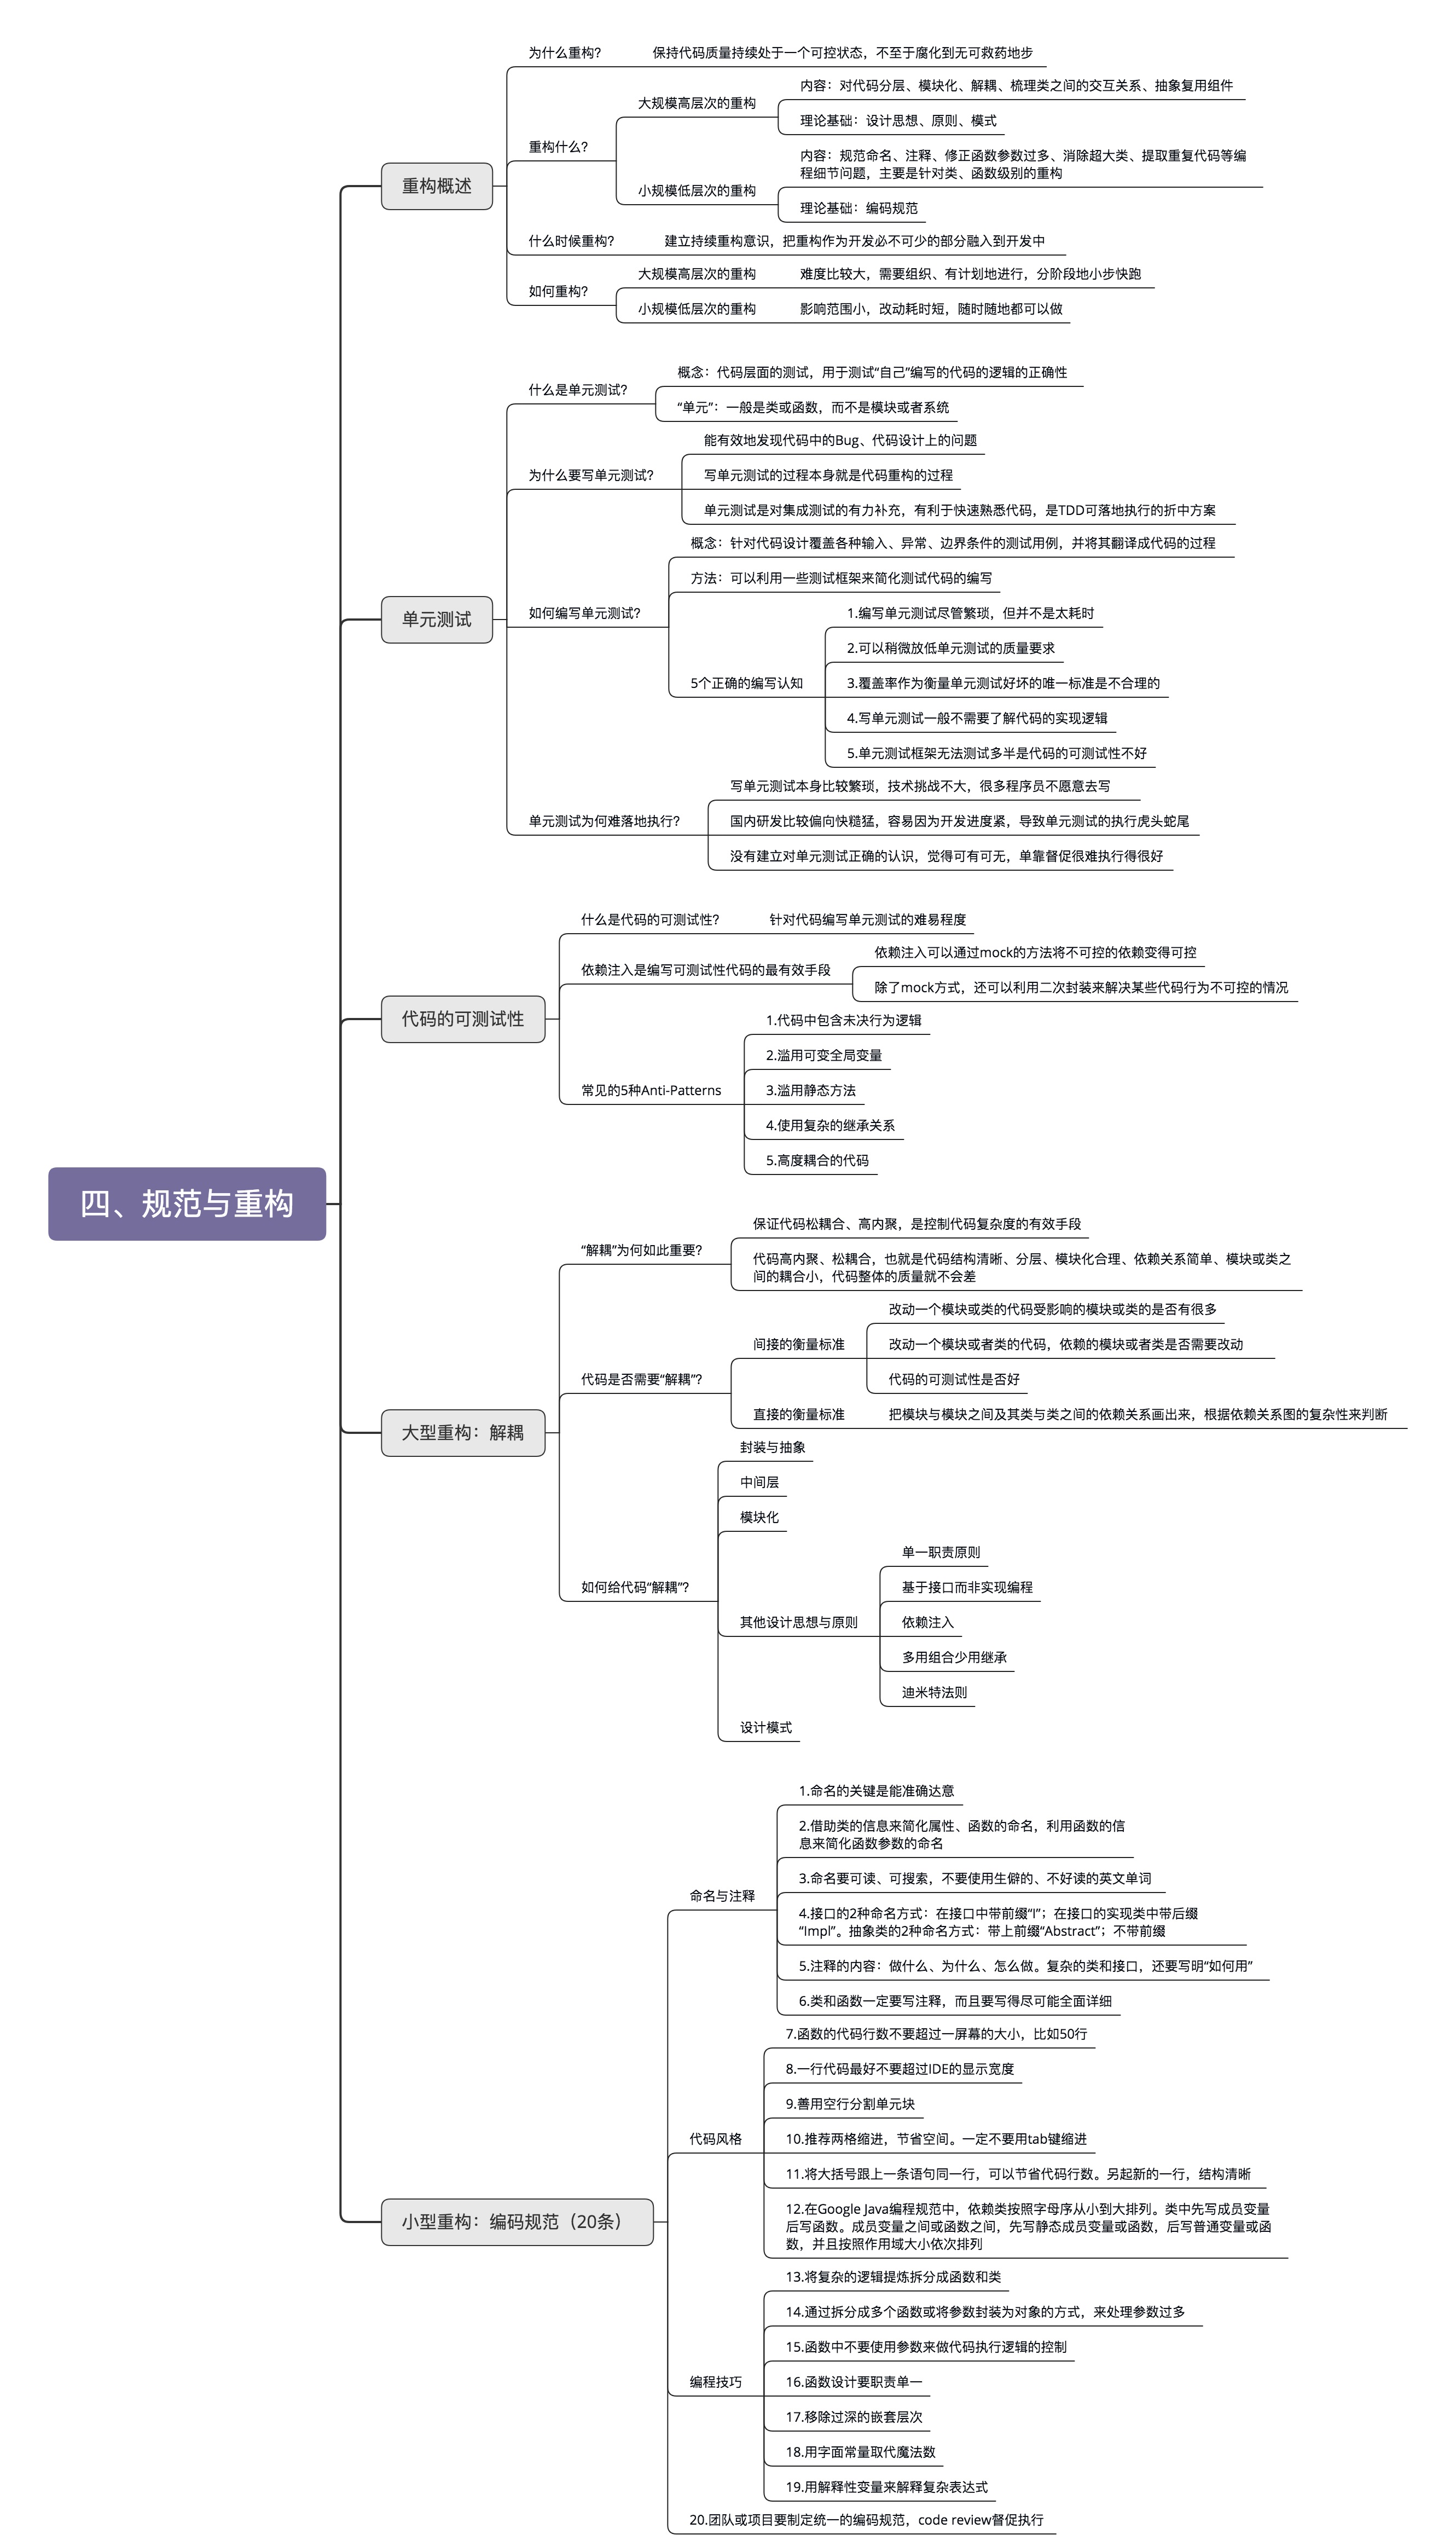 四、规范与重构
重构概述
为什么重构?
保持代码质量持续处于一个可控状态，不至于腐化到无可救药地步
重构什么?
大规模高层次的重构
内容：对代码分层、模块化、解耦、梳理类之间的交互关系、抽象复用组件
理论基础：设计思想、原则、模式
小规模低层次的重构
内容：规范命名、注释、修正函数参数过多、消除超大类、提取重复代码等编
程细节问题，主要是针对类、函数级别的重构
理论基础：编码规范
什么时候重构?
建立持续重构意识，把重构作为开发必不可少的部分融入到开发中
如何重构?
大规模高层次的重构
难度比较大，需要组织、有计划地进行，分阶段地小步快跑
小规模低层次的重构
影响范围小，改动耗时短，随时随地都可以做
单元测试
什么是单元测试?
概念：代码层面的测试，用于测试“自己”编写的代码的逻辑的正确性
“单元”：一般是类或函数，而不是模块或者系统
为什么要写单元测试?
能有效地发现代码中的Bug、代码设计上的问题
写单元测试的过程本身就是代码重构的过程
单元测试是对集成测试的有力补充，有利于快速熟悉代码，是TDD可落地执行的折中方案
如何编写单元测试?
概念：针对代码设计覆盖各种输入、异常、边界条件的测试用例，并将其翻译成代码的过程
方法：可以利用一些测试框架来简化测试代码的编写
5个正确的编写认知
1.编写单元测试尽管繁琐，但并不是太耗时
2.可以稍微放低单元测试的质量要求
3.覆盖率作为衡量单元测试好坏的唯一标准是不合理的
4.写单元测试一般不需要了解代码的实现逻辑
5.单元测试框架无法测试多半是代码的可测试性不好
单元测试为何难落地执行?
写单元测试本身比较繁琐，技术挑战不大，很多程序员不愿意去写
国内研发比较偏向快糙猛，容易因为开发进度紧，导致单元测试的执行虎头蛇尾
没有建立对单元测试正确的认识，觉得可有可无，单靠督促很难执行得很好
代码的可测试性
什么是代码的可测试性?
针对代码编写单元测试的难易程度
依赖注入是编写可测试性代码的最有效手段
依赖注入可以通过mock的方法将不可控的依赖变得可控
除了mock方式，还可以利用二次封装来解决某些代码行为不可控的情况
常见的5种Anti-Patterns
1.代码中包含未决行为逻辑
2.滥用可变全局变量
3.滥用静态方法
4.使用复杂的继承关系
5.高度耦合的代码
大型重构：解耦
“解耦”为何如此重要?
保证代码松耦合、高内聚，是控制代码复杂度的有效手段
代码高内聚、松耦合，也就是代码结构清晰、分层、模块化合理、依赖关系简单、模块或类之
间的耦合小，代码整体的质量就不会差
代码是否需要“解耦”?
间接的衡量标准
改动一个模块或类的代码受影响的模块或类的是否有很多
改动一个模块或者类的代码，依赖的模块或者类是否需要改动
代码的可测试性是否好
直接的衡量标准
把模块与模块之间及其类与类之间的依赖关系画出来，根据依赖关系图的复杂性来判断
如何给代码“解耦”?
封装与抽象
中间层
模块化
其他设计思想与原则
单一职责原则
基于接口而非实现编程
依赖注入
多用组合少用继承
迪米特法则
设计模式
小型重构：编码规范（20条）
命名与注释
1.命名的关键是能准确达意
2.借助类的信息来简化属性、函数的命名，利用函数的信
息来简化函数参数的命名
3.命名要可读、可搜索，不要使用生僻的、不好读的英文单词
4.接口的2种命名方式：在接口中带前缀“I”；在接口的实现类中带后缀
“Impl”。抽象类的2种命名方式：带上前缀“Abstract”；不带前缀
5.注释的内容：做什么、为什么、怎么做。复杂的类和接口，还要写明“如何用”
6.类和函数一定要写注释，而且要写得尽可能全面详细
代码风格
7.函数的代码行数不要超过一屏幕的大小，比如50行
8.一行代码最好不要超过IDE的显示宽度
9.善用空行分割单元块
10.推荐两格缩进，节省空间。一定不要用tab键缩进
11.将大括号跟上一条语句同一行，可以节省代码行数。另起新的一行，结构清晰
12.在Google Java编程规范中，依赖类按照字母序从小到大排列。类中先写成员变量
后写函数。成员变量之间或函数之间，先写静态成员变量或函数，后写普通变量或函
数，并且按照作用域大小依次排列
编程技巧
13.将复杂的逻辑提炼拆分成函数和类
14.通过拆分成多个函数或将参数封装为对象的方式，来处理参数过多
15.函数中不要使用参数来做代码执行逻辑的控制
16.函数设计要职责单一
17.移除过深的嵌套层次
18.用字面常量取代魔法数
19.用解释性变量来解释复杂表达式
20.团队或项目要制定统一的编码规范，code review督促执行